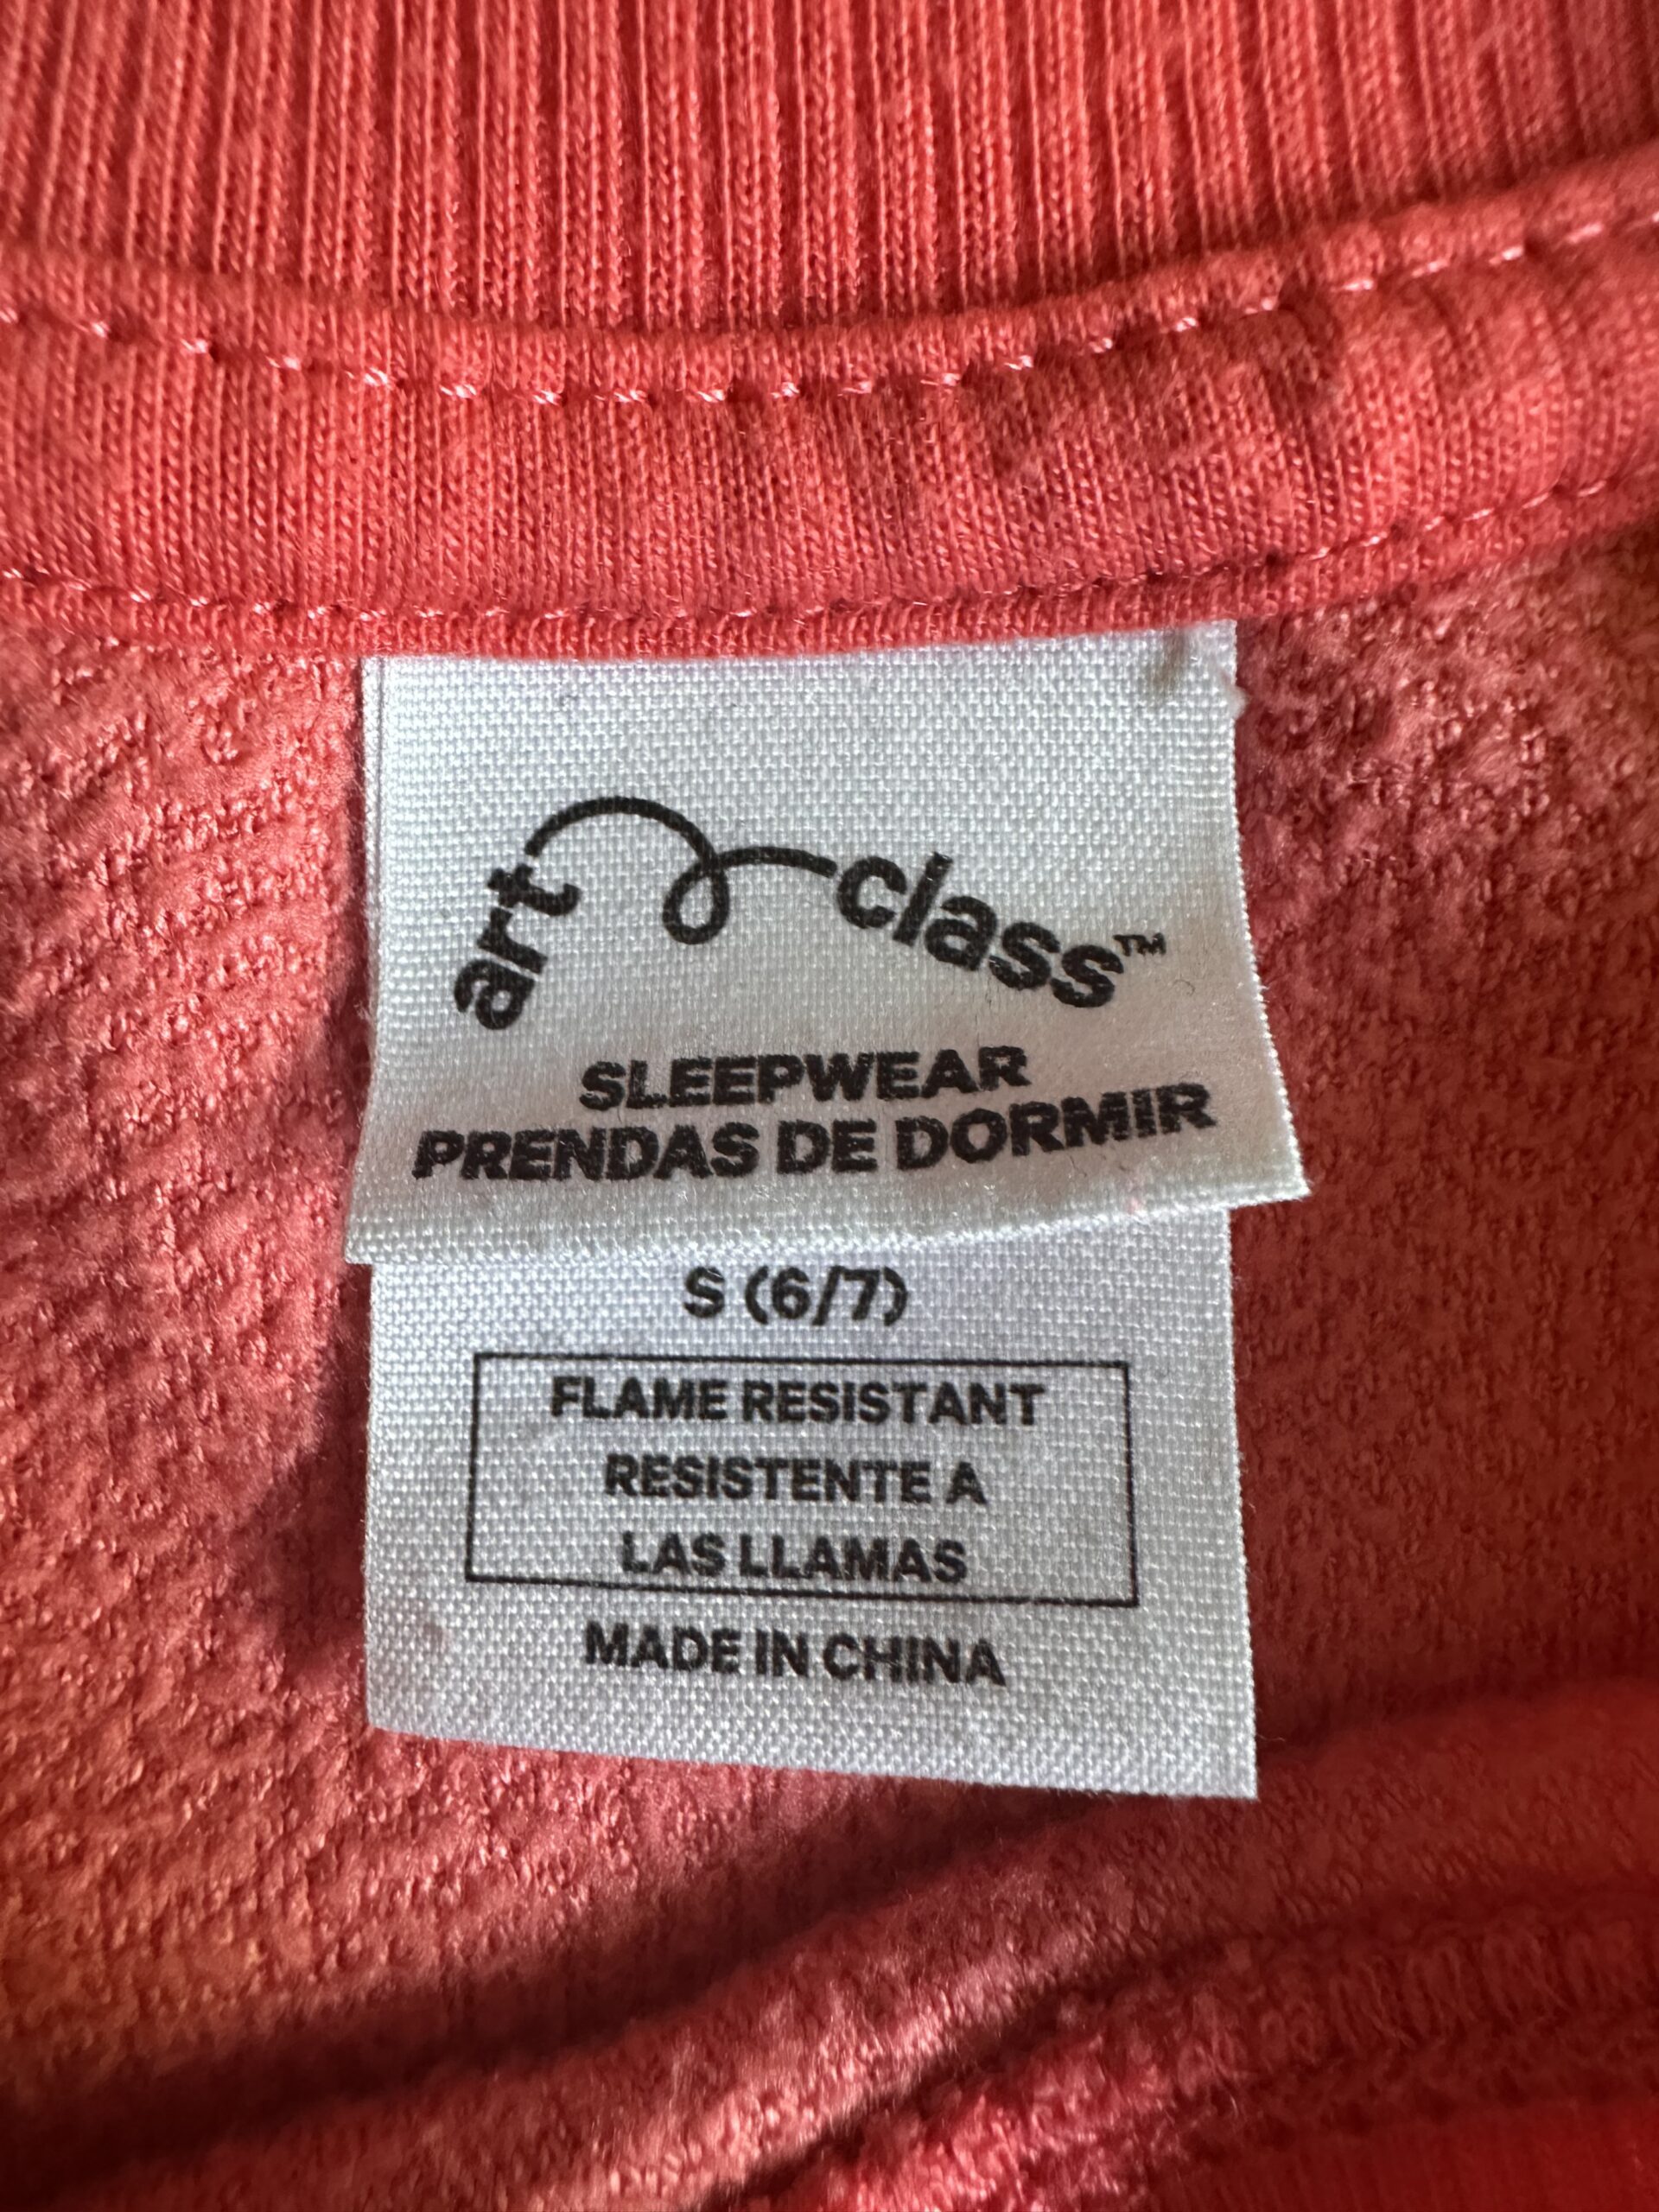 art class™
SLEEPWEAR
PRENDAS DE DORMIR
S (6/7)
FLAME RESISTANT
RESISTENTE A
LAS LLAMAS
MADE IN CHINA